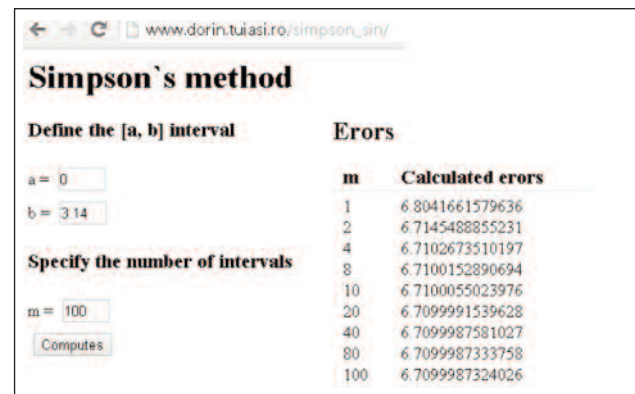 www.dorin.tuiasi.ro/simpson_sin/
Simpson`s method
Define the [a, b] interval
a = 0
b = 3.14
Specify the number of intervals
m = 100
Computes
Erors
m Calculated erors
1 6.8041661579636
2 6.7145488855231
4 6.7102673510197
8 6.7100152890694
10 6.7100055023976
20 6.7099991539628
40 6.7099987581027
80 6.7099987333758
100 6.7099987324026